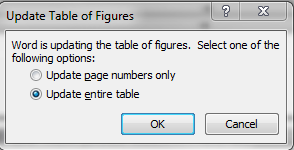 Update Table of Figures
Word is updating the table of figures. Select one of the
following options:
Update page numbers only
Update entire table
OK
Cancel